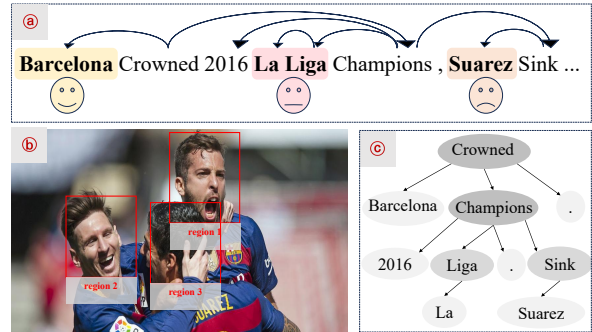 ⓐ
Barcelona Crowned 2016 La Liga Champions , Suarez Sink ...
ⓑ
region 1
region 2
region 3
SUAREZ
ⓒ
Crowned
Barcelona
Champions
.
2016
Liga
.
Sink
La
Suarez